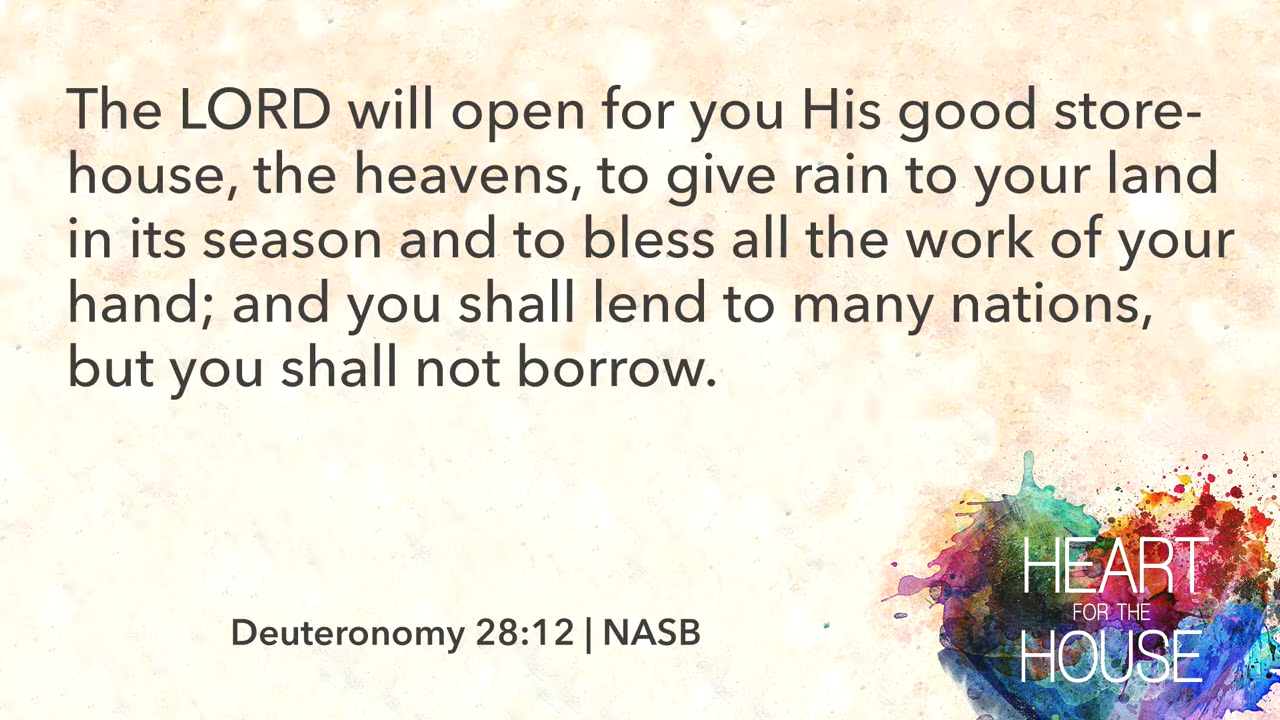 The LORD will open for you His good store-
house, the heavens, to give rain to your land
in its season and to bless all the work of your
hand; and you shall lend to many nations,
but you shall not borrow.
Deuteronomy 28:12 | NASB
HEART
FOR THE
HOUSE